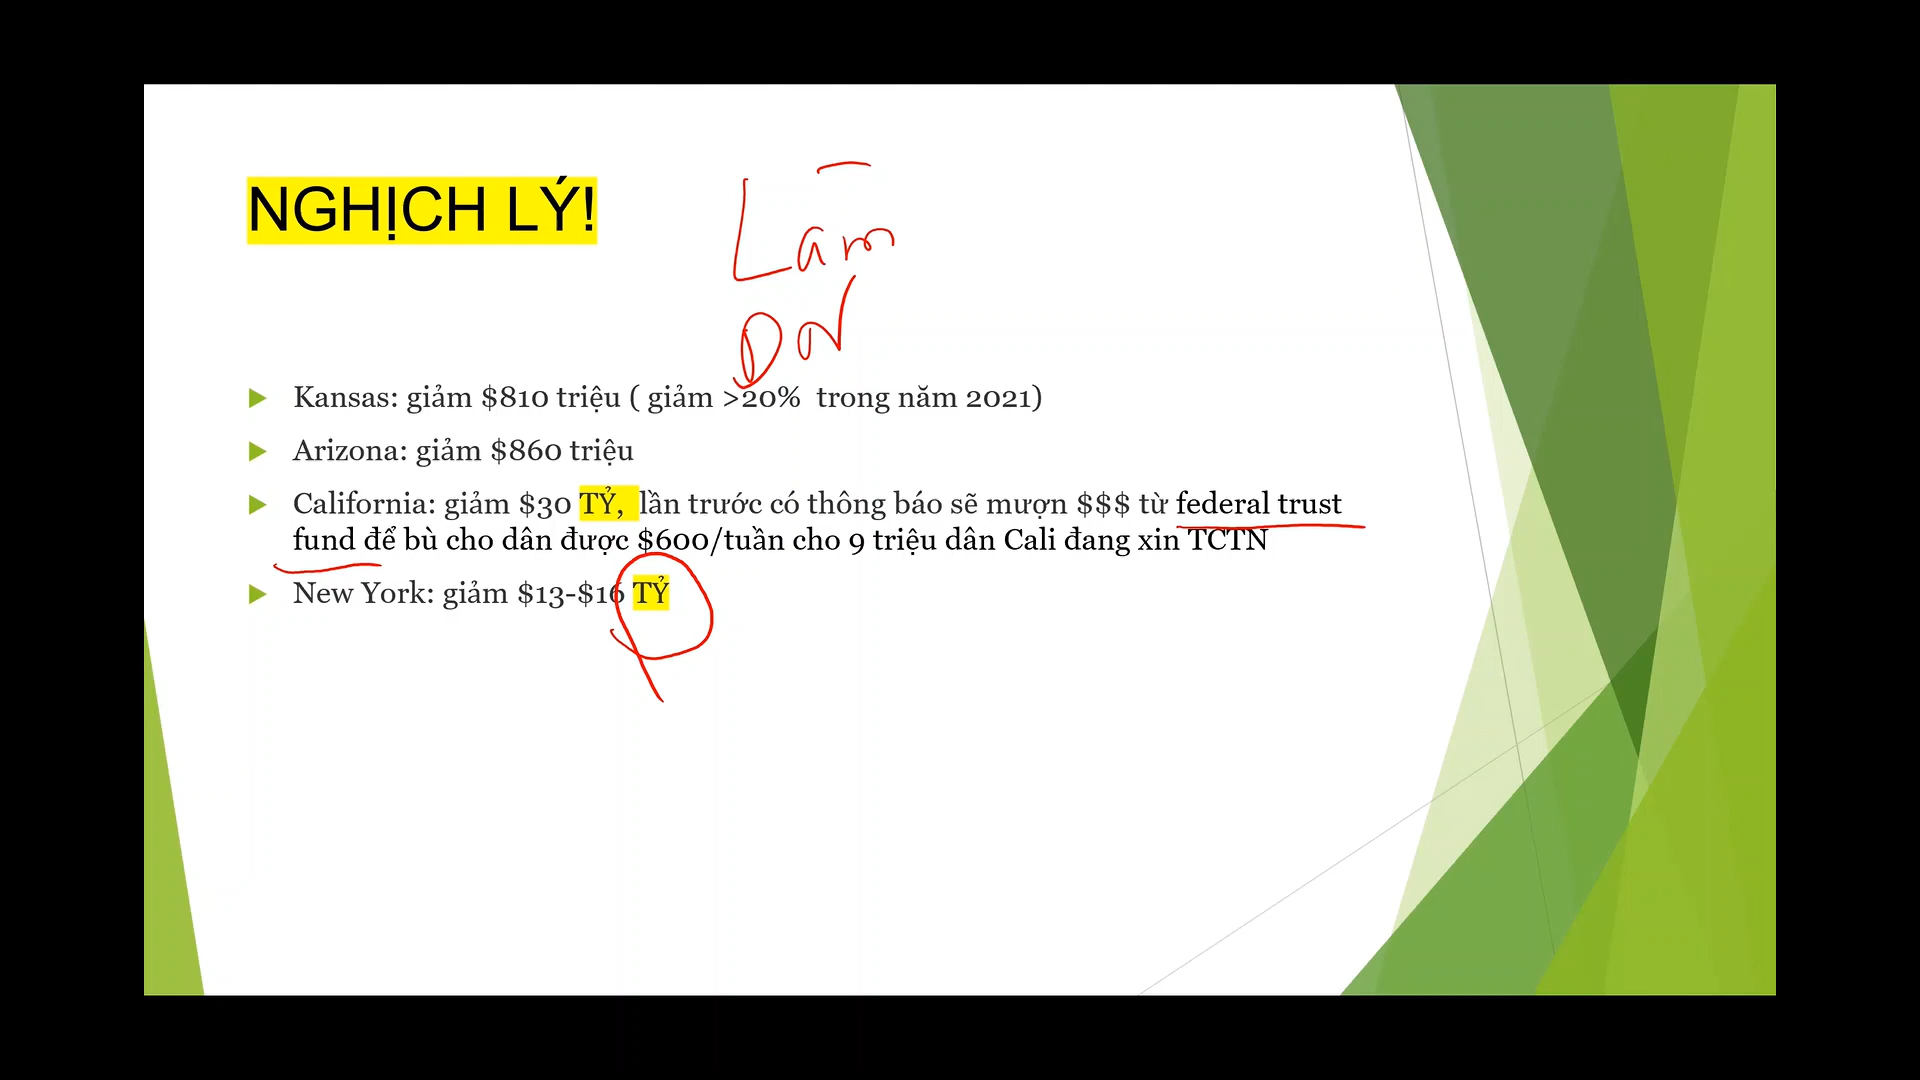 NGHỊCH LÝ!
Lam
Kansas: giảm $810 triệu ( giảm >20% trong năm 2021)
Arizona: giảm $860 triệu
California: giảm $30 TỶ, lần trước có thông báo sẽ mượn $$$ từ federal trust
fund để bù cho dân được $600/tuần cho 9 triệu dân Cali đang xin TCTN
New York: giảm $13-$16 TỶ